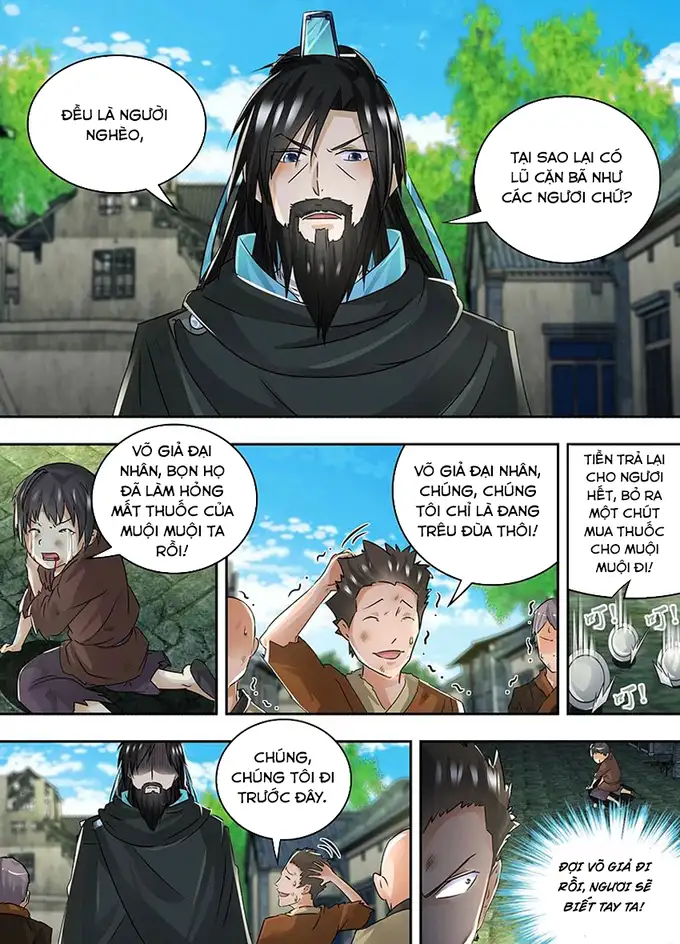 ĐỀU LÀ NGƯỜI
NGHÈO,
TẠI SAO LẠI CÓ
LŨ CẶN BÃ NHƯ
CÁC NGƯƠI CHỨ?
VÕ GIẢ ĐẠI
NHÂN, BỌN HỌ
ĐÃ LÀM HỎNG
MẤT THUỐC CỦA
MUỘI MUỘI TA
RỒI!
VÕ GIẢ ĐẠI NHÂN,
CHÚNG, CHÚNG
TÔI CHỈ LÀ ĐANG
TRÊU ĐÙA THÔI!
TIỀN TRẢ LẠI
CHO NGƯƠI
HẾT, BỎ RA
MỘT CHÚT
MUA THUỐC
CHO MUỘI
MUỘI ĐI!
叮!
叮!
叮!
CHÚNG,
CHÚNG TÔI ĐI
TRƯỚC ĐÂY.
ĐỢI VÕ GIẢ ĐI
RỒI, NGƯƠI SẼ
BIẾT TAY TA!